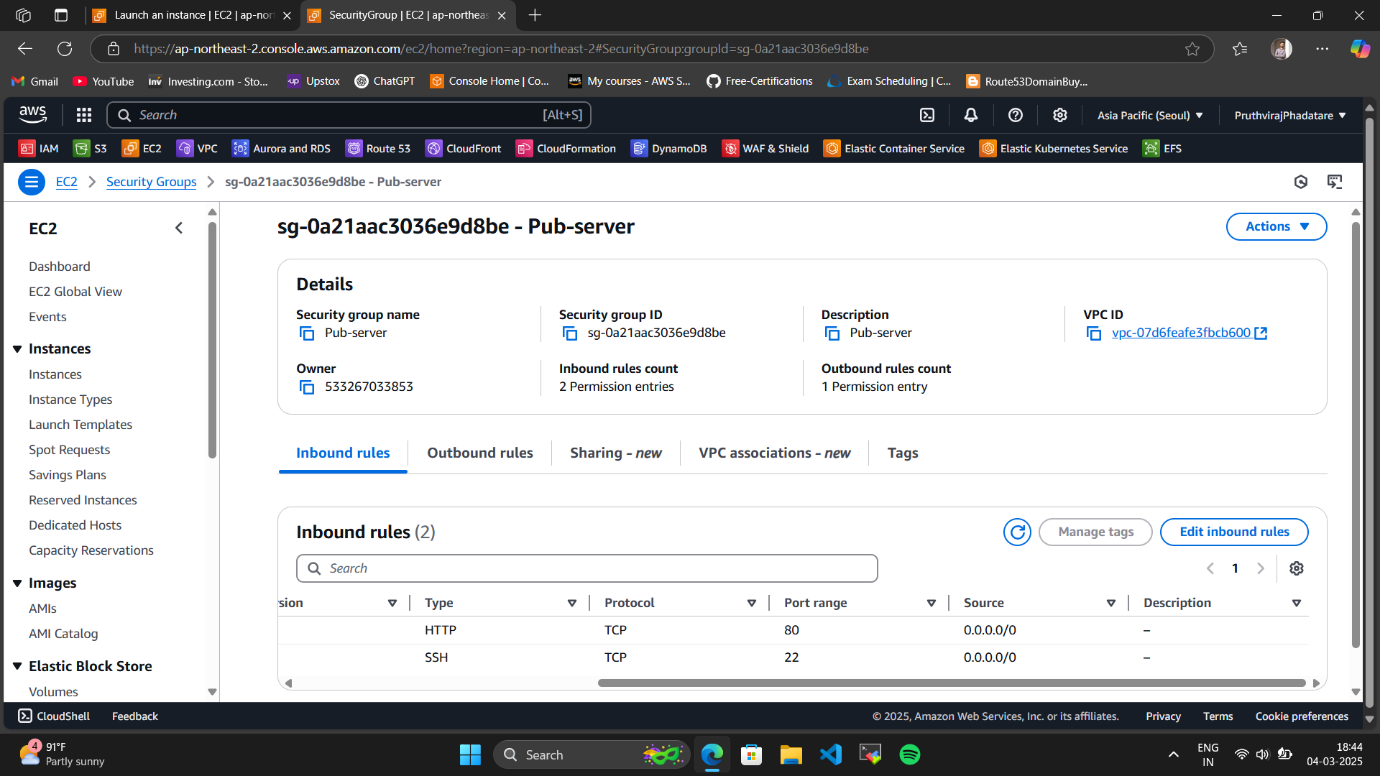 Launch an instance | EC2 | ap-nor
SecurityGroup | EC2 | ap-northeas
https://ap-northeast-2.console.aws.amazon.com/ec2/home?region=ap-northeast-2#SecurityGroup:groupId=sg-0a21aac3036e9d8be
Gmail YouTube inv Investing.com - Sto... up Upstox ChatGPT Console Home | Co... aws My courses - AWS S... Free-Certifications Exam Scheduling | C... Route53DomainBuy...
aws Search [Alt+S] Asia Pacific (Seoul) PruthvirajPhadatare
IAM S3 EC2 VPC Aurora and RDS Route 53 CloudFront CloudFormation DynamoDB WAF & Shield Elastic Container Service Elastic Kubernetes Service EFS
EC2 Security Groups sg-0a21aac3036e9d8be - Pub-server
EC2
Dashboard
EC2 Global View
Events
Instances
Instances
Instance Types
Launch Templates
Spot Requests
Savings Plans
Reserved Instances
Dedicated Hosts
Capacity Reservations
Images
AMIs
AMI Catalog
Elastic Block Store
Volumes
sg-0a21aac3036e9d8be - Pub-server
Actions
Details
Security group name
Pub-server
Security group ID
sg-0a21aac3036e9d8be
Description
Pub-server
VPC ID
vpc-07d6feafe3fbcb600
Owner
533267033853
Inbound rules count
2 Permission entries
Outbound rules count
1 Permission entry
Inbound rules Outbound rules Sharing - new VPC associations - new Tags
Inbound rules (2)
Manage tags Edit inbound rules
Search
1
sion Type Protocol Port range Source Description
HTTP TCP 80 0.0.0.0/0 –
SSH TCP 22 0.0.0.0/0 –
CloudShell Feedback © 2025, Amazon Web Services, Inc. or its affiliates. Privacy Terms Cookie preferences
4
91°F
Partly sunny
Search
ENG
IN
18:44
04-03-2025